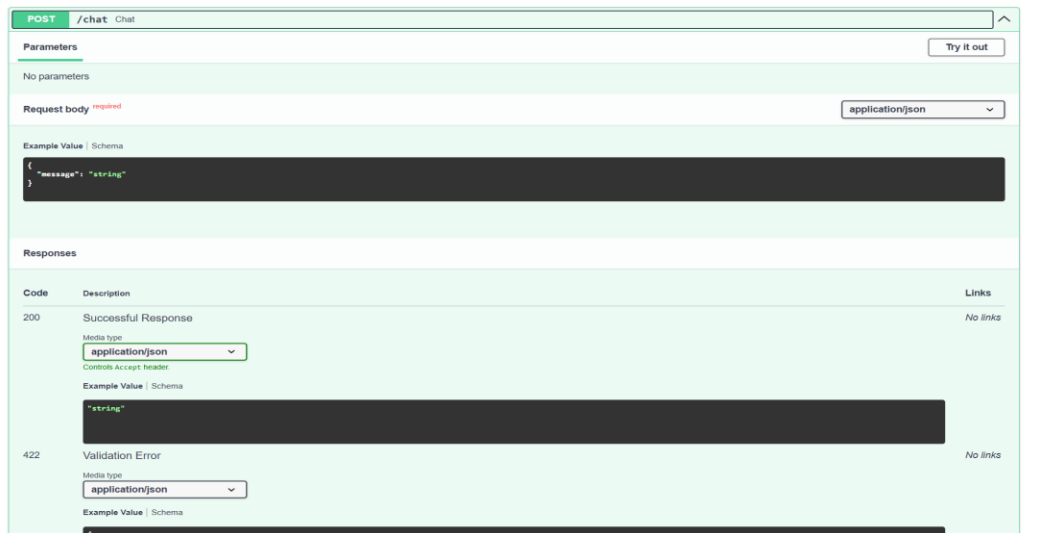 POST /chat Chat
Parameters
Try it out
No parameters
Request body required
application/json
Example Value | Schema
{
"message": "string"
}
Responses
Code Description Links
200 Successful Response No links
Media type
application/json
Controls Accept header.
Example Value | Schema
"string"
422 Validation Error No links
Media type
application/json
Example Value | Schema